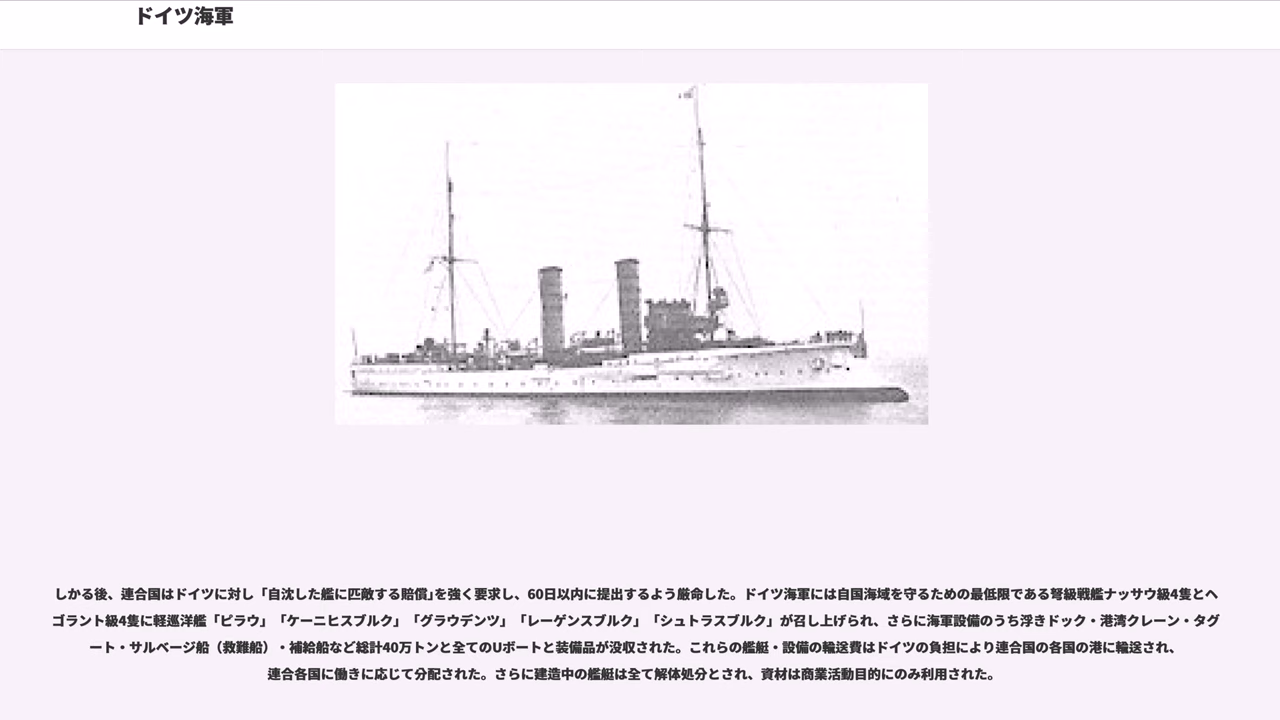 ドイツ海軍
しかる後、連合国はドイツに対し「自沈した艦に匹敵する賠償」を強く要求し、60日以内に提出するよう厳命した。ドイツ海軍には自国海域を守るための最低限である弩級戦艦ナッサウ級4隻とヘ
ゴラント級4隻に軽巡洋艦「ピラウ」「ケーニヒスブルク」「グラウデンツ」「レーゲンスブルク」「シュトラスブルク」が召し上げられ、さらに海軍設備のうち浮きドック・港湾クレーン・タグ
ート・サルベージ船（救難船）・補給船など総計40万トンと全てのUボートと装備品が没収された。これらの艦艇・設備の輪送費はドイツの負担により連合国の各国の港に輪送され、
連合各国に働きに応じて分配された。さらに建造中の艦艇は全て解体処分とされ、資材は商業活動目的にのみ利用された。